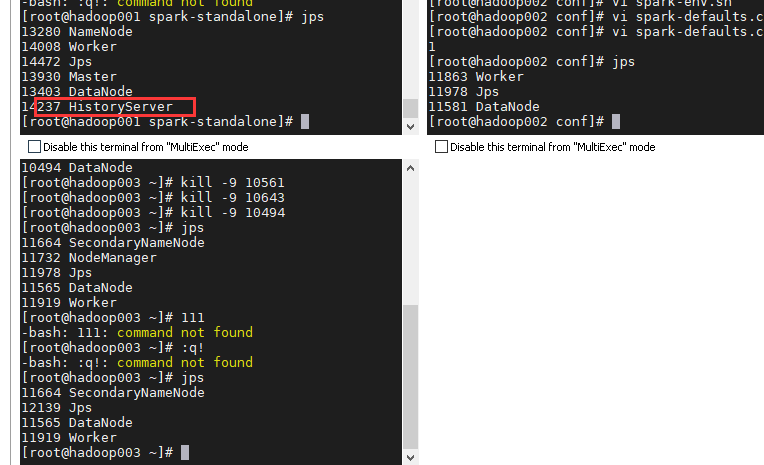 -bash: :q!: command not found
[root@hadoop001 spark-standalone]# jps
13280 NameNode
14008 Worker
14472 Jps
13930 Master
13403 DataNode
14237 HistoryServer
[root@hadoop001 spark-standalone]#
Disable this terminal from "MultiExec" mode
[root@hadoop002 conf]# vi spark-env.sh
[root@hadoop002 conf]# vi spark-defaults.c
[root@hadoop002 conf]# vi spark-defaults.c
1
[root@hadoop002 conf]# jps
11863 Worker
11978 Jps
11581 DataNode
[root@hadoop002 conf]#
Disable this terminal from "MultiExec" mode
10494 DataNode
[root@hadoop003 ~]# kill -9 10561
[root@hadoop003 ~]# kill -9 10643
[root@hadoop003 ~]# kill -9 10494
[root@hadoop003 ~]# jps
11664 SecondaryNameNode
11732 NodeManager
11978 Jps
11565 DataNode
11919 Worker
[root@hadoop003 ~]# 111
-bash: 111: command not found
[root@hadoop003 ~]# :q!
-bash: :q!: command not found
[root@hadoop003 ~]# jps
11664 SecondaryNameNode
12139 Jps
11565 DataNode
11919 Worker
[root@hadoop003 ~]#